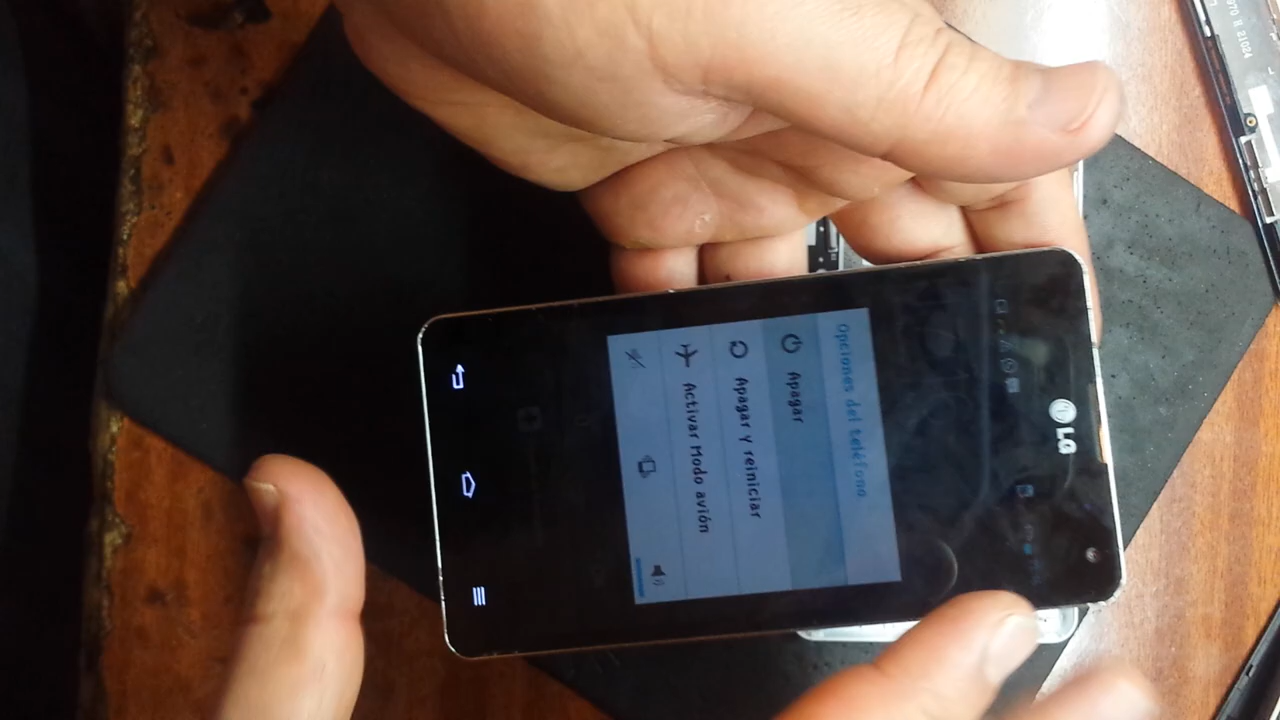 LG
Opciones del teléfono
Apagar
Apagar y reiniciar
Activar Modo avión